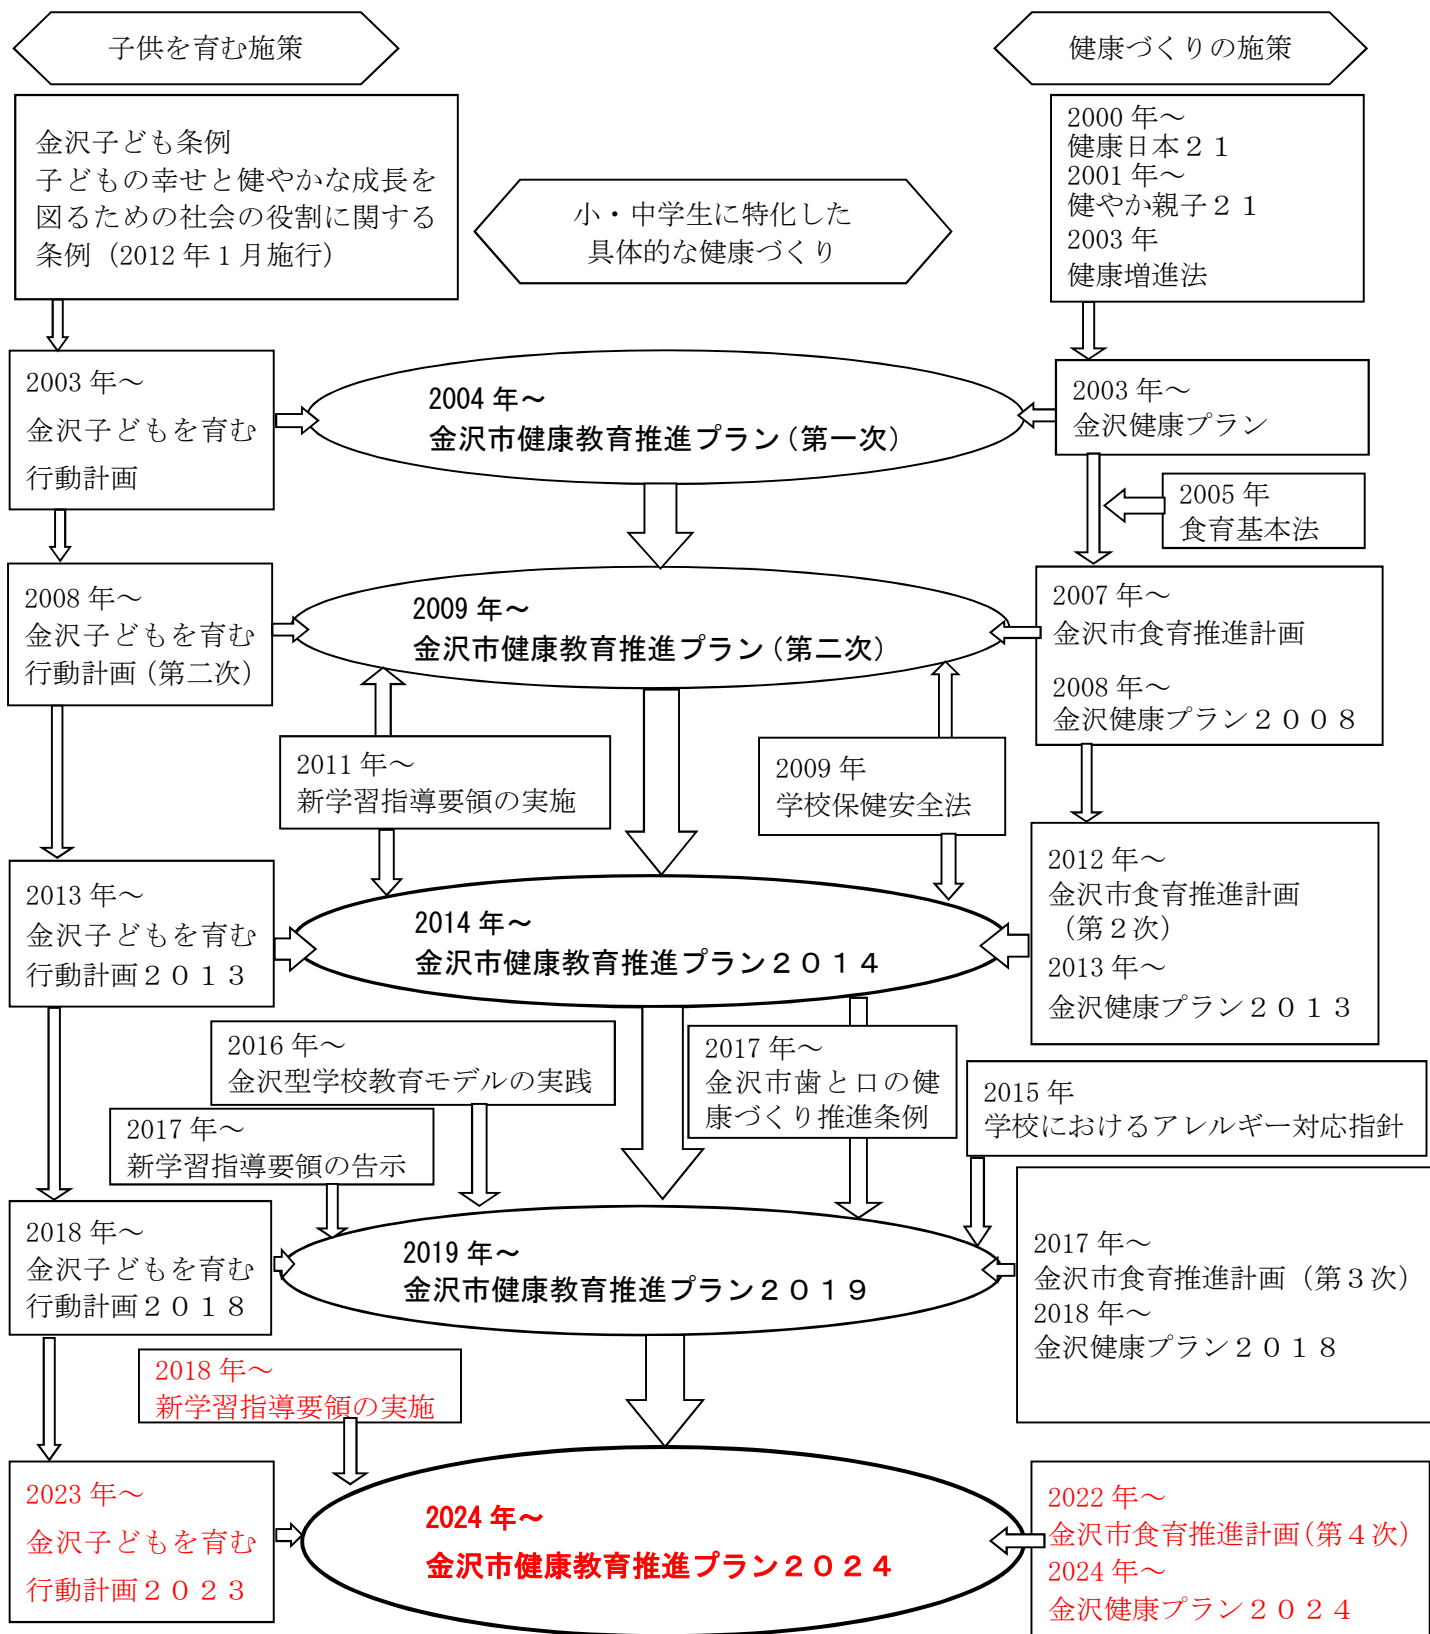 子供を育む施策
健康づくりの施策
金沢子ども条例
子どもの幸せと健やかな成長を
図るための社会の役割に関する
条例（2012 年 1 月施行）
小・中学生に特化した
具体的な健康づくり
2000 年～
健康日本２１
2001 年～
健やか親子２１
2003 年
健康増進法
2003 年～
金沢子どもを育む
行動計画
2004 年～
金沢市健康教育推進プラン（第一次）
2003 年～
金沢健康プラン
2005 年
食育基本法
2008 年～
金沢子どもを育む
行動計画（第二次）
2009 年～
金沢市健康教育推進プラン（第二次）
2007 年～
金沢市食育推進計画
2008 年～
金沢健康プラン２００８
2011 年～
新学習指導要領の実施
2009 年
学校保健安全法
2013 年～
金沢子どもを育む
行動計画２０１３
2014 年～
金沢市健康教育推進プラン２０１４
2012 年～
金沢市食育推進計画
（第２次）
2013 年～
金沢健康プラン２０１３
2016 年～
金沢型学校教育モデルの実践
2017 年～
金沢市歯と口の健
康づくり推進条例
2015 年
学校におけるアレルギー対応指針
2017 年～
新学習指導要領の告示
2018 年～
金沢子どもを育む
行動計画２０１８
2019 年～
金沢市健康教育推進プラン２０１９
2017 年～
金沢市食育推進計画（第３次）
2018 年～
金沢健康プラン２０１８
2018 年～
新学習指導要領の実施
2023 年～
金沢子どもを育む
行動計画２０２３
2024 年～
金沢市健康教育推進プラン２０２４
2022 年～
金沢市食育推進計画（第４次）
2024 年～
金沢健康プラン２０２４